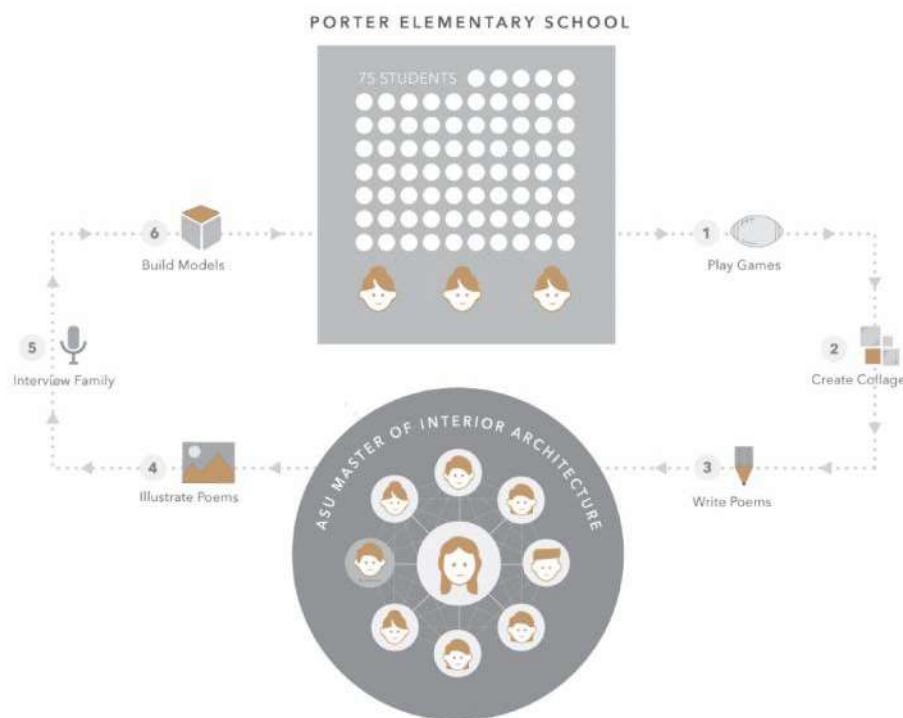 PORTER ELEMENTARY SCHOOL
75 STUDENTS
1
Play Games
2
Create Collage
3
Write Poems
4
Illustrate Poems
5
Interview Family
6
Build Models
ASU MASTER OF INTERIOR ARCHITECTURE